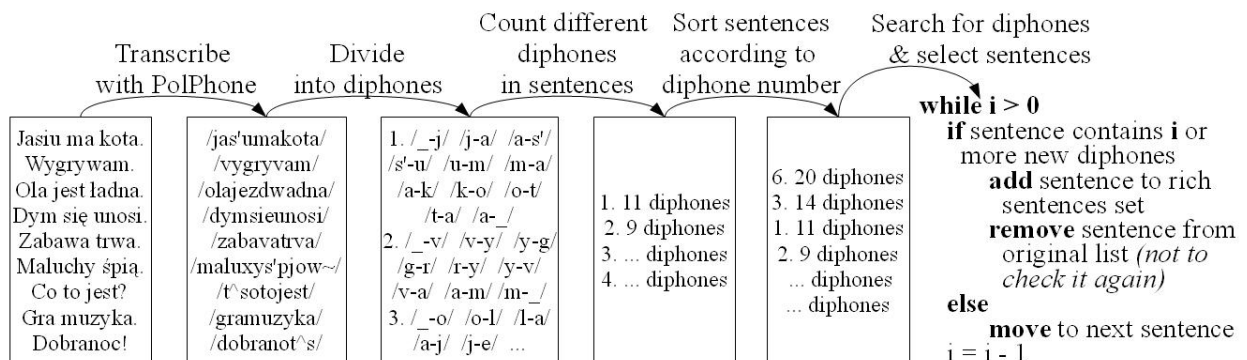 Transcribe
with PolPhone
Divide
into diphones
Count different
diphones
in sentences
Sort sentences
according to
diphone number
Search for diphones
& select sentences
Jasiu ma kota.
Wygrywam.
Ola jest ładna.
Dym się unosi.
Zabawa trwa.
Maluchy śpią.
Co to jest?
Gra muzyka.
Dobranoc!
/jas'umakota/
/vygryvam/
/olajezdwadna/
/dymsieunosi/
/zabavatrva/
/maluxys'pjow~/
/t^sotojest/
/gramuzyka/
/dobranot^s/
1. /_-j/ /j-a/ /a-s'/
/s'-u/ /u-m/ /m-a/
/a-k/ /k-o/ /o-t/
/t-a/ /a-_/
2. /_-v/ /v-y/ /y-g/
/g-r/ /r-y/ /y-v/
/v-a/ /a-m/ /m-_/
3. /_-o/ /o-l/ /l-a/
/a-j/ /j-e/ ...
1. 11 diphones
2. 9 diphones
3. ... diphones
4. ... diphones
6. 20 diphones
3. 14 diphones
1. 11 diphones
2. 9 diphones
... diphones
... diphones
while i > 0
if sentence contains i or
more new diphones
add sentence to rich
sentences set
remove sentence from
original list (not to
check it again)
else
move to next sentence
i = i - 1